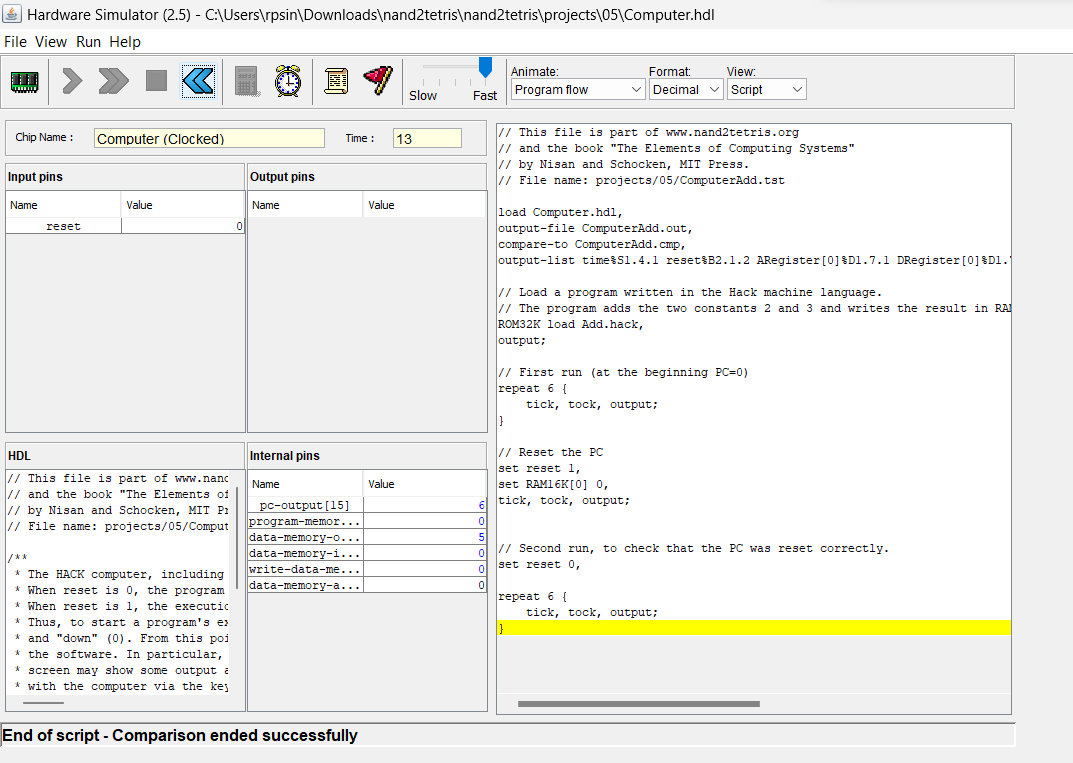 Hardware Simulator (2.5) - C:\Users\rpsin\Downloads\nand2tetris\nand2tetris\projects\05\Computer.hdl
File View Run Help
Slow Fast
Animate: Format: View:
Program flow Decimal Script
Chip Name : Computer (Clocked) Time : 13
Input pins
Name Value
reset 0
Output pins
Name Value
HDL
// This file is part of www.nand
// and the book "The Elements of
// by Nisan and Schocken, MIT Pr
// File name: projects/05/Comput
/**
* The HACK computer, including
* When reset is 0, the program
* When reset is 1, the executio
* Thus, to start a program's ex
* and "down" (0). From this poi
* the software. In particular,
* screen may show some output a
* with the computer via the key
Internal pins
Name Value
pc-output[15] 6
program-memor... 0
data-memory-o... 5
data-memory-i... 0
write-data-me... 0
data-memory-a... 0
// This file is part of www.nand2tetris.org
// and the book "The Elements of Computing Systems"
// by Nisan and Schocken, MIT Press.
// File name: projects/05/ComputerAdd.tst
load Computer.hdl,
output-file ComputerAdd.out,
compare-to ComputerAdd.cmp,
output-list time%S1.4.1 reset%B2.1.2 ARegister[0]%D1.7.1 DRegister[0]%D1.
// Load a program written in the Hack machine language.
// The program adds the two constants 2 and 3 and writes the result in RAM
ROM32K load Add.hack,
output;
// First run (at the beginning PC=0)
repeat 6 {
tick, tock, output;
}
// Reset the PC
set reset 1,
set RAM16K[0] 0,
tick, tock, output;
// Second run, to check that the PC was reset correctly.
set reset 0,
repeat 6 {
tick, tock, output;
}
End of script - Comparison ended successfully